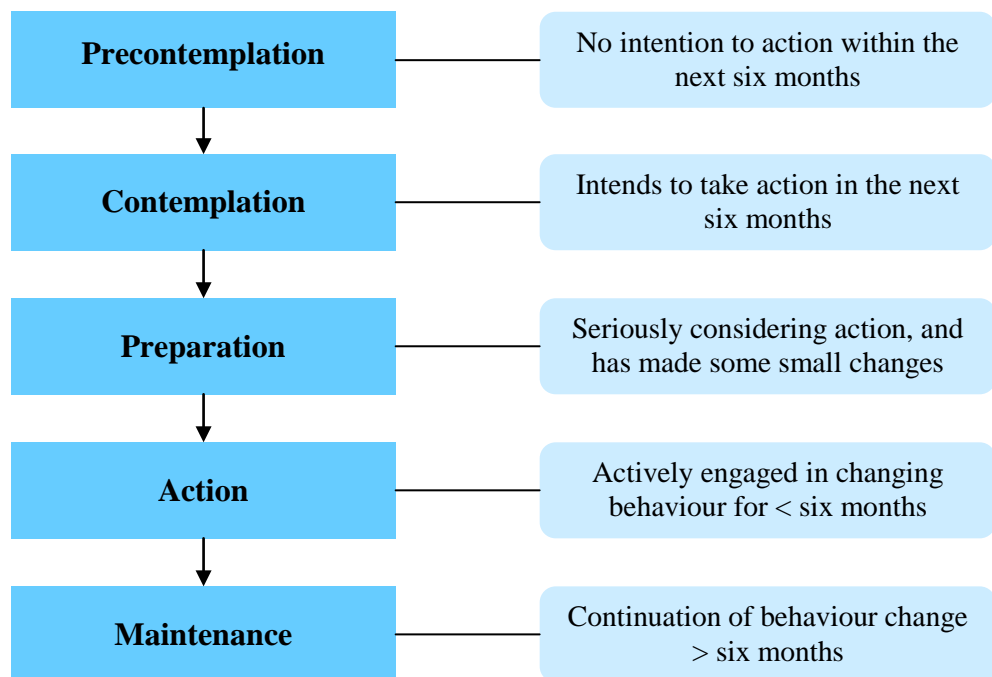 Precontemplation
No intention to action within the
next six months
Contemplation
Intends to take action in the next
six months
Preparation
Seriously considering action, and
has made some small changes
Action
Actively engaged in changing
behaviour for < six months
Maintenance
Continuation of behaviour change
> six months